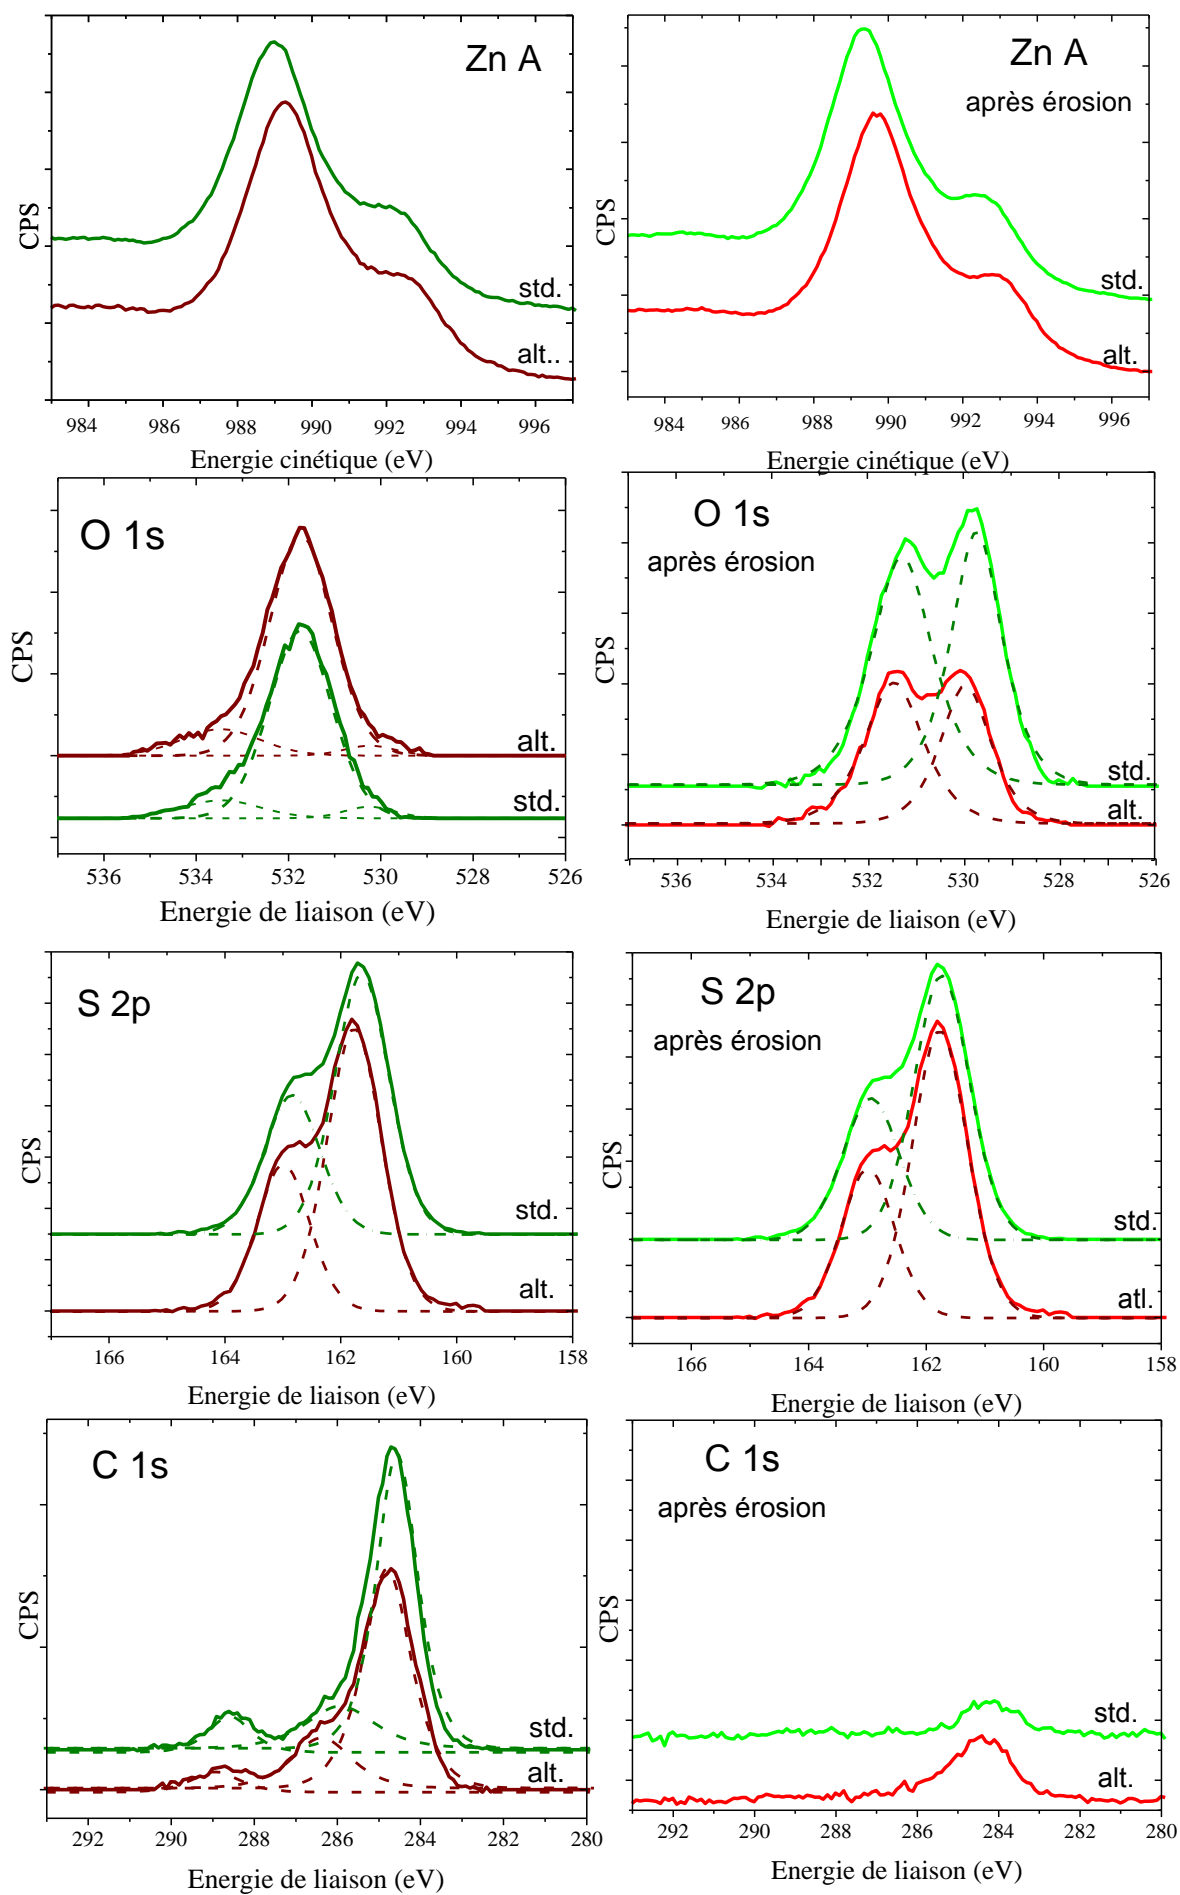 Zn A
CPS
std.
alt..
984 986 988 990 992 994 996
Energie cinétique (eV)
Zn A
après érosion
CPS
std.
alt.
984 986 988 990 992 994 996
Energie cinétique (eV)
O 1s
CPS
alt.
std.
536 534 532 530 528 526
Energie de liaison (eV)
O 1s
après érosion
CPS
std.
alt.
536 534 532 530 528 526
Energie de liaison (eV)
S 2p
CPS
std.
alt.
166 164 162 160 158
Energie de liaison (eV)
S 2p
après érosion
CPS
std.
atl.
166 164 162 160 158
Energie de liaison (eV)
C 1s
CPS
std.
alt.
292 290 288 286 284 282 280
Energie de liaison (eV)
C 1s
après érosion
CPS
std.
alt.
292 290 288 286 284 282 280
Energie de liaison (eV)